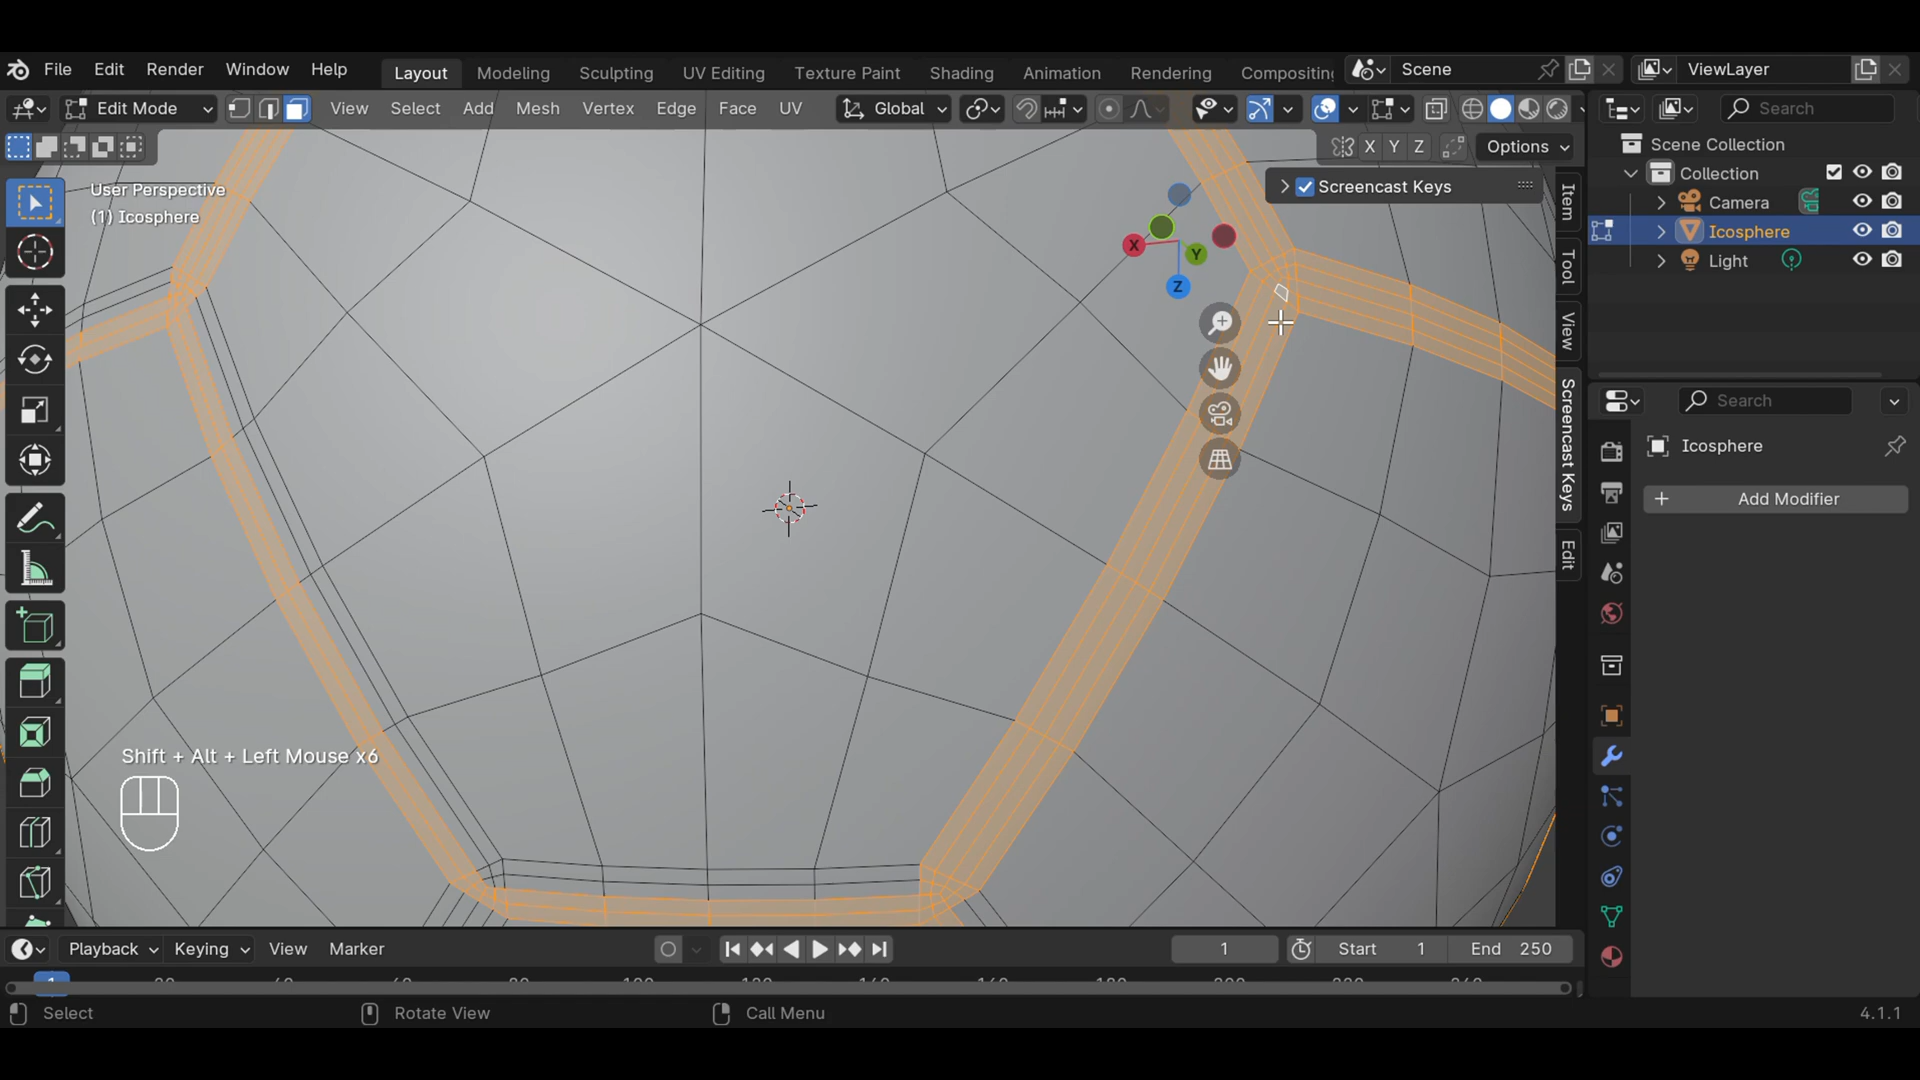 File Edit Render Window Help Layout Modeling Sculpting UV Editing Texture Paint Shading Animation Rendering Compositing Scene ViewLayer
Edit Mode View Select Add Mesh Vertex Edge Face UV Global Search
X Y Z Options
Scene Collection
Collection
Camera
Icosphere
Light
User Perspective
(1) Icosphere
Screencast Keys
X Y Z
Item
Tool
View
Screencast Keys
Edit
Search
Icosphere
Add Modifier
Shift + Alt + Left Mouse x6
Playback Keying View Marker 1 Start 1 End 250
1
Select Rotate View Call Menu 4.1.1